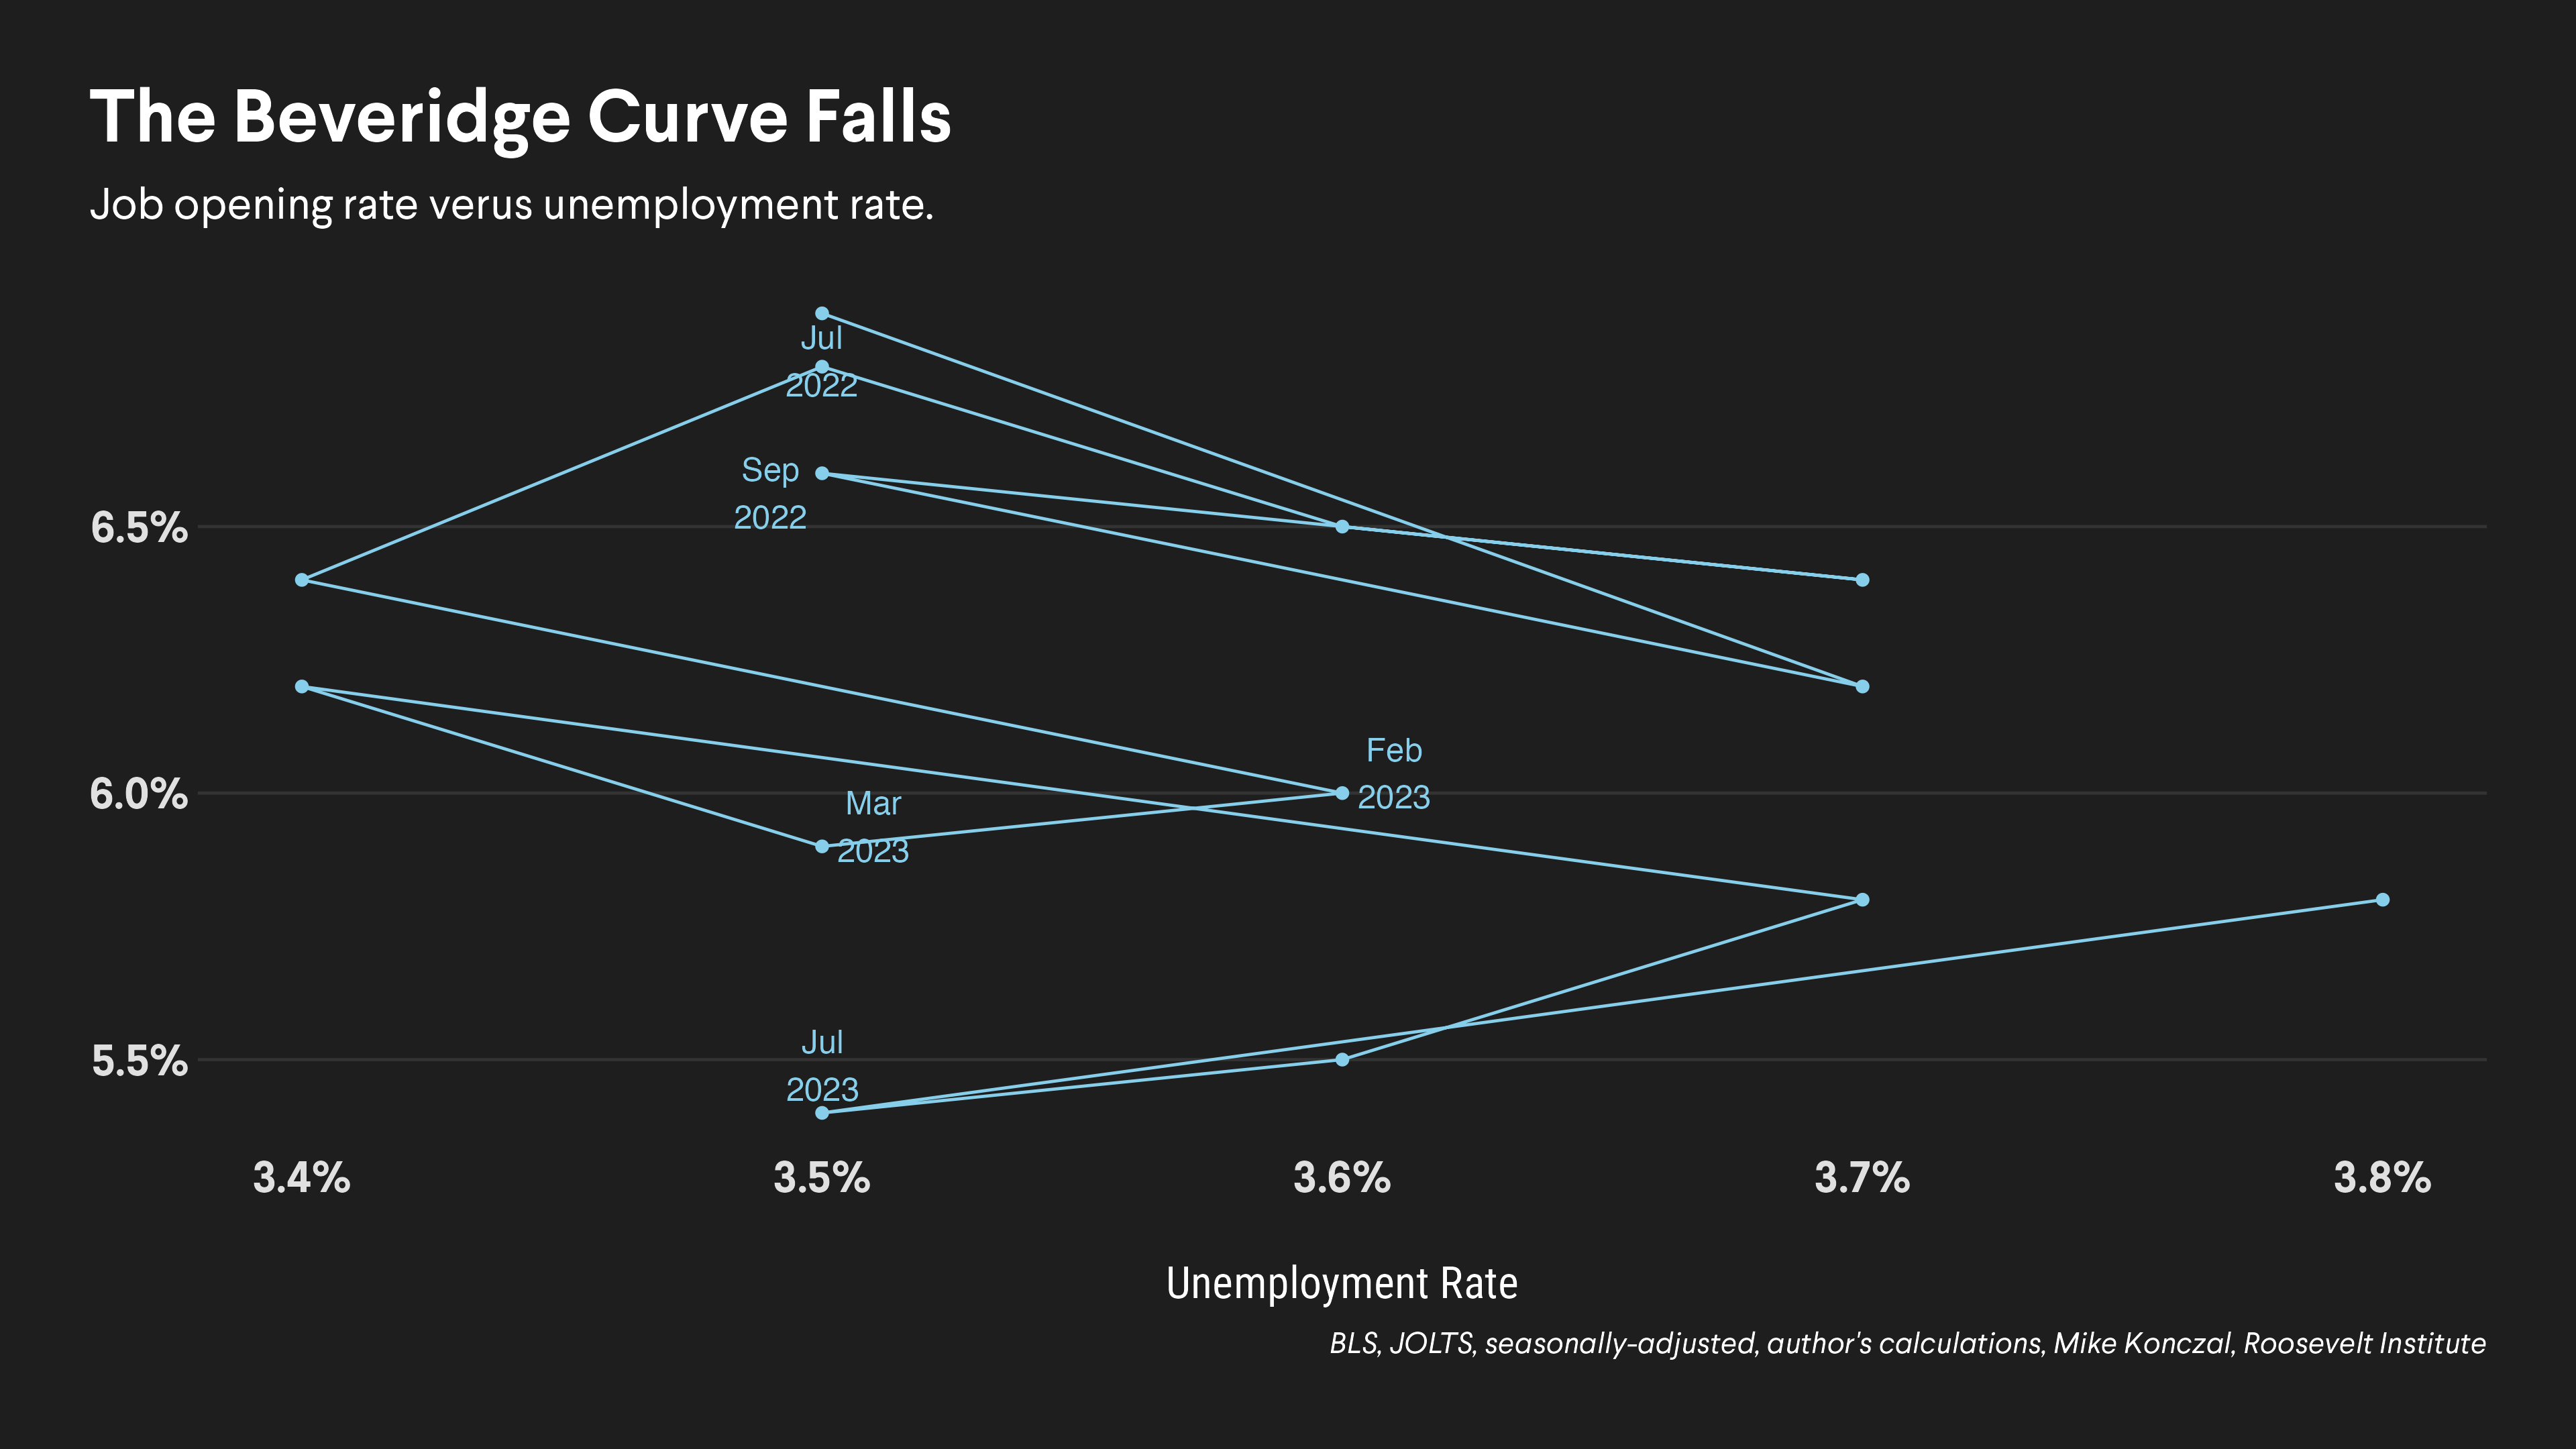 The Beveridge Curve Falls
Job opening rate verus unemployment rate.
Jul
2022
Sep
2022
6.5%
Feb
2023
6.0%
Mar
2023
Jul
2023
5.5%
3.4% 3.5% 3.6% 3.7% 3.8%
Unemployment Rate
BLS, JOLTS, seasonally-adjusted, author's calculations, Mike Konczal, Roosevelt Institute